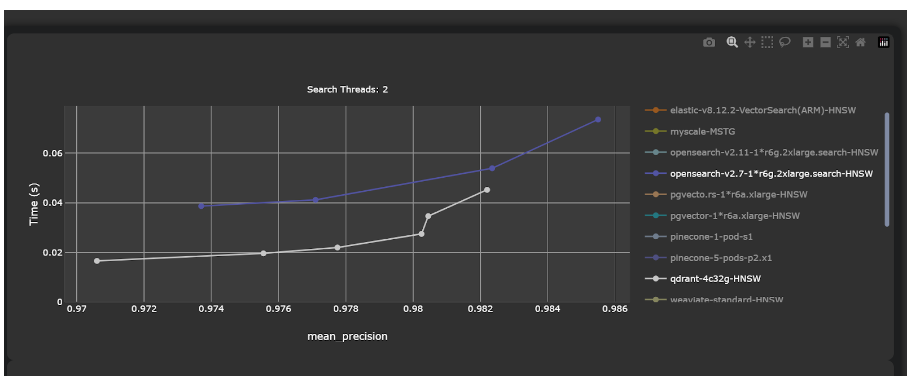 Search Threads: 2
Time (s)
0.06
0.04
0.02
0
0.97
0.972
0.974
0.976
0.978
0.98
0.982
0.984
0.986
mean_precision
elastic-v8.12.2-VectorSearch(ARM)-HNSW
myscale-MSTG
opensearch-v2.11-1*r6g.2xlarge.search-HNSW
opensearch-v2.7-1*r6g.2xlarge.search-HNSW
pgvecto.rs-1*r6a.xlarge-HNSW
pgvector-1*r6a.xlarge-HNSW
pinecone-1-pod-s1
pinecone-5-pods-p2.x1
qdrant-4c32g-HNSW
weaviate-standard-HNSW